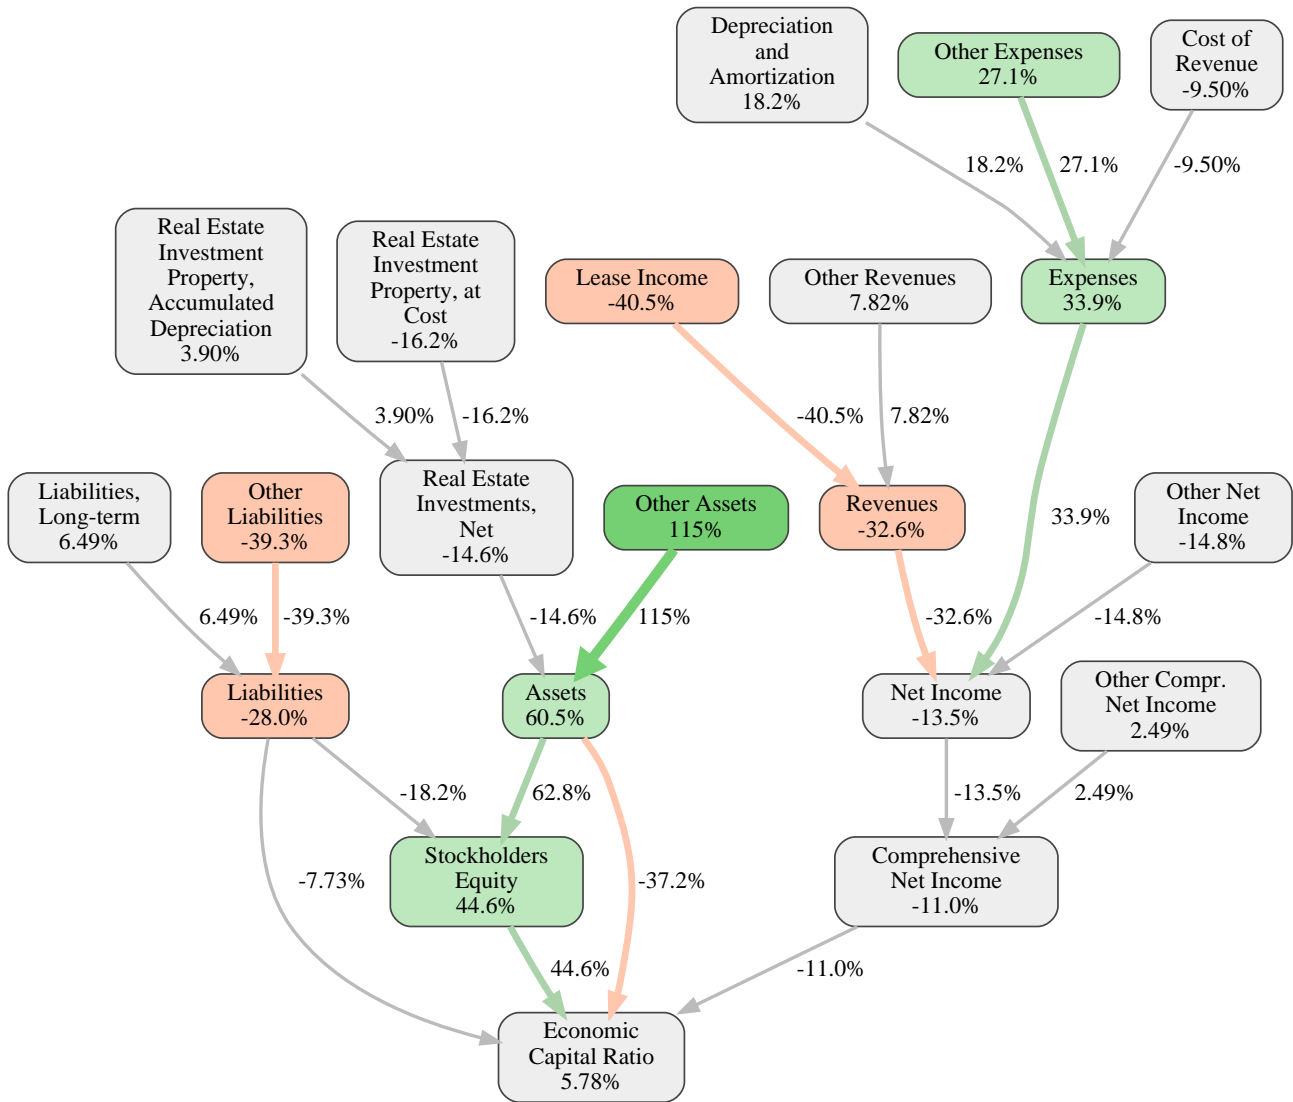 Depreciation
and
Amortization
18.2%
Other Expenses
27.1%
Cost of
Revenue
-9.50%
18.2%
27.1%
-9.50%
Real Estate
Investment
Property,
Accumulated
Depreciation
3.90%
Real Estate
Investment
Property, at
Cost
-16.2%
Lease Income
-40.5%
Other Revenues
7.82%
Expenses
33.9%
3.90%
-16.2%
-40.5%
7.82%
Liabilities,
Long-term
6.49%
Other
Liabilities
-39.3%
Real Estate
Investments,
Net
-14.6%
Other Assets
115%
Revenues
-32.6%
33.9%
Other Net
Income
-14.8%
6.49%
-39.3%
-14.6%
115%
-32.6%
-14.8%
Liabilities
-28.0%
Assets
60.5%
Net Income
-13.5%
Other Compr.
Net Income
2.49%
-18.2%
62.8%
-13.5%
2.49%
-7.73%
Stockholders
Equity
44.6%
-37.2%
Comprehensive
Net Income
-11.0%
44.6%
-11.0%
Economic
Capital Ratio
5.78%